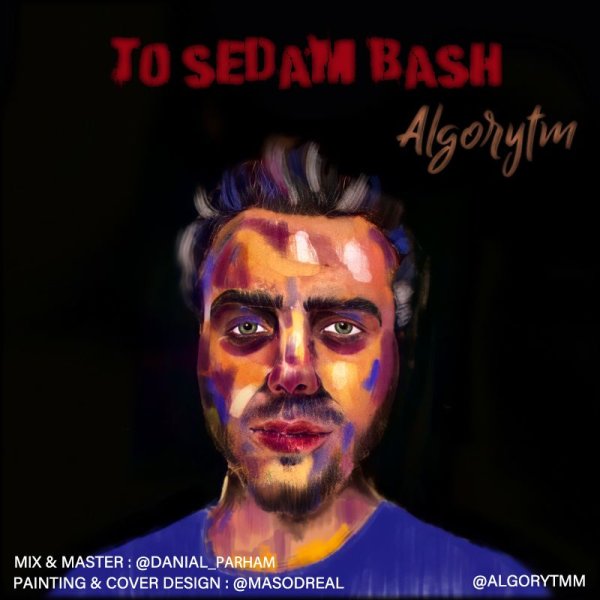 TO SEDAM BASH
Algorytm
MIX & MASTER : @DANIAL_PARHAM
PAINTING & COVER DESIGN : @MASODREAL
@ALGORYTMM